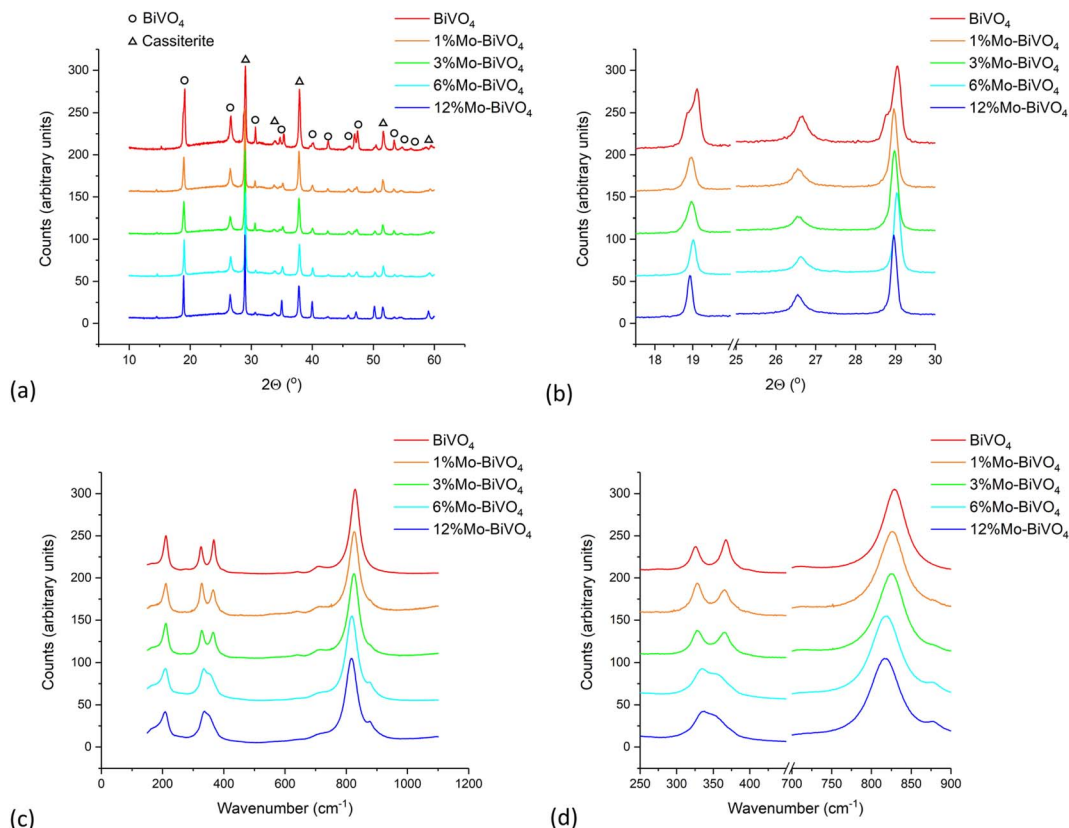 BiVO₄
Cassiterite
BiVO₄
1%Mo-BiVO₄
3%Mo-BiVO₄
6%Mo-BiVO₄
12%Mo-BiVO₄
300
250
200
150
100
50
0
Counts (arbitrary units)
10 20 30 40 50 60
2Θ (°)
(a)
BiVO₄
1%Mo-BiVO₄
3%Mo-BiVO₄
6%Mo-BiVO₄
12%Mo-BiVO₄
300
250
200
150
100
50
0
Counts (arbitrary units)
18 19 25 26 27 28 29 30
2Θ (°)
(b)
BiVO₄
1%Mo-BiVO₄
3%Mo-BiVO₄
6%Mo-BiVO₄
12%Mo-BiVO₄
300
250
200
150
100
50
0
Counts (arbitrary units)
0 200 400 600 800 1000 1200
Wavenumber (cm⁻¹)
(c)
BiVO₄
1%Mo-BiVO₄
3%Mo-BiVO₄
6%Mo-BiVO₄
12%Mo-BiVO₄
300
250
200
150
100
50
0
Counts (arbitrary units)
250 300 350 400 700 750 800 850 900
Wavenumber (cm⁻¹)
(d)